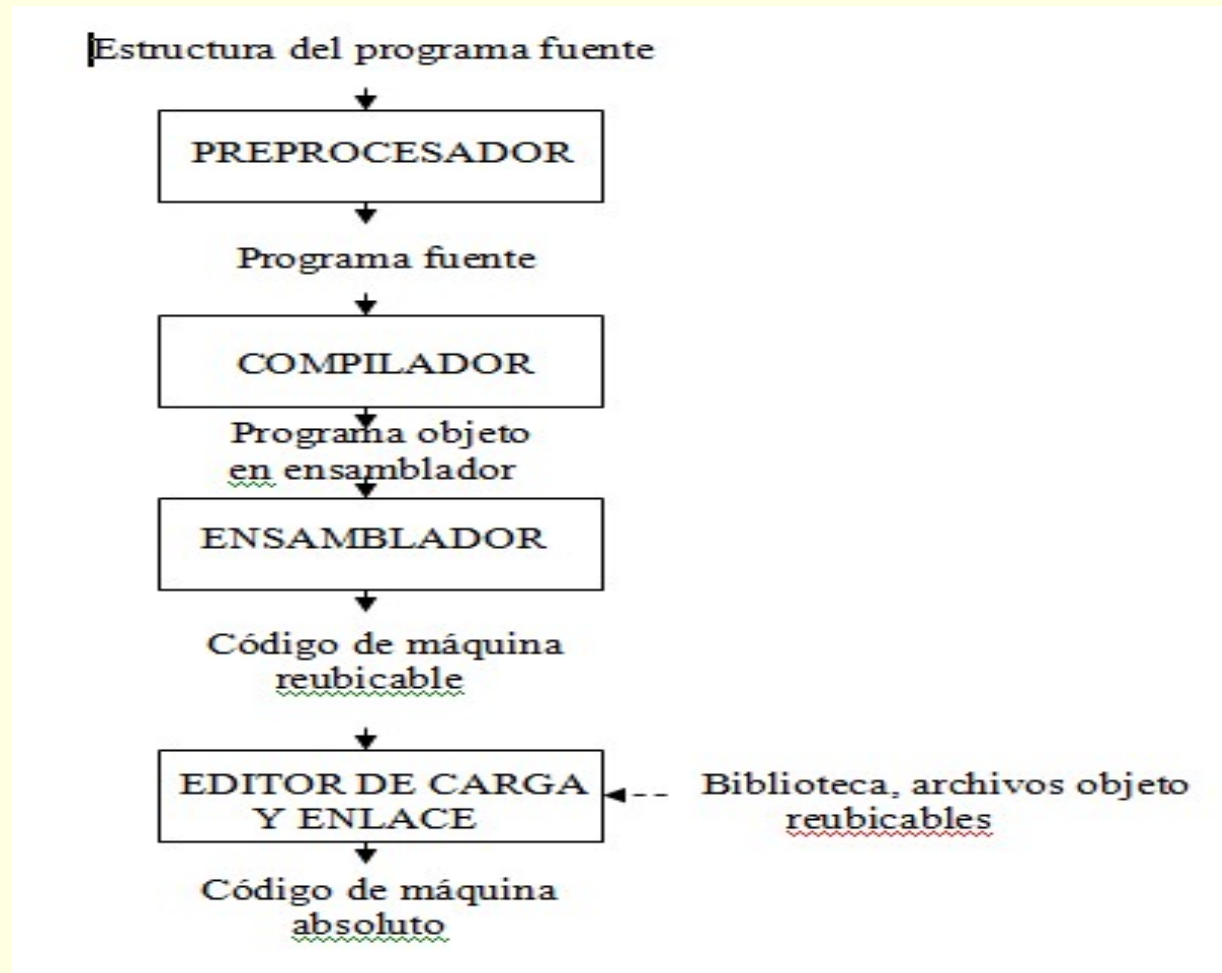 Estructura del programa fuente
PREPROCESADOR
Programa fuente
COMPILADOR
Programa objeto
en ensamblador
ENSAMBLADOR
Código de máquina
reubicable
EDITOR DE CARGA
Y ENLACE
Biblioteca, archivos objeto
reubicables
Código de máquina
absoluto